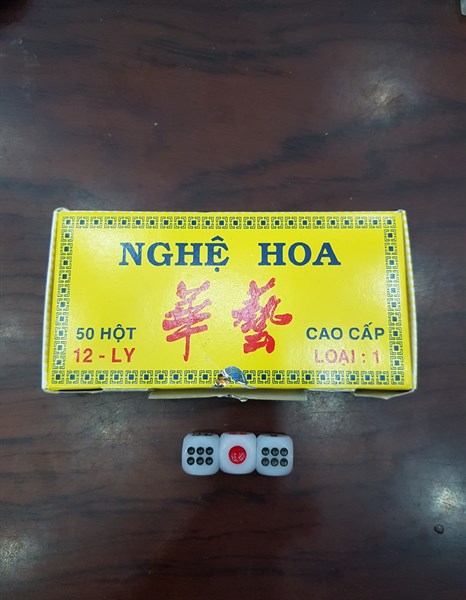 NGHỆ HOA
華藝
50 HỘT
12 - LY
CAO CẤP
LOẠI : 1